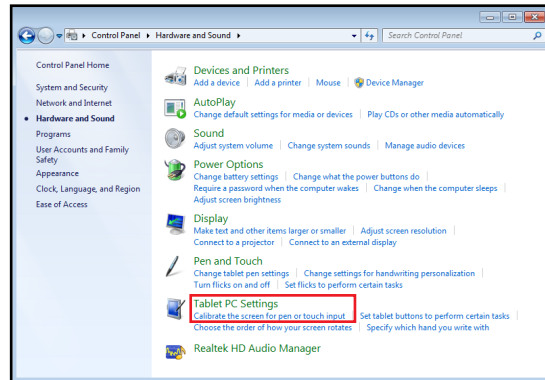 Control Panel Hardware and Sound Search Control Panel
Control Panel Home
System and Security
Network and Internet
Hardware and Sound
Programs
User Accounts and Family
Safety
Appearance
Clock, Language, and Region
Ease of Access
Devices and Printers
Add a device Add a printer Mouse Device Manager
AutoPlay
Change default settings for media or devices Play CDs or other media automatically
Sound
Adjust system volume Change system sounds Manage audio devices
Power Options
Change battery settings Change what the power buttons do
Require a password when the computer wakes Change when the computer sleeps
Adjust screen brightness
Display
Make text and other items larger or smaller Adjust screen resolution
Connect to a projector Connect to an external display
Pen and Touch
Change tablet pen settings Change settings for handwriting personalization
Turn flicks on and off Set flicks to perform certain tasks
Tablet PC Settings
Calibrate the screen for pen or touch input Set tablet buttons to perform certain tasks
Choose the order of how your screen rotates Specify which hand you write with
Realtek HD Audio Manager